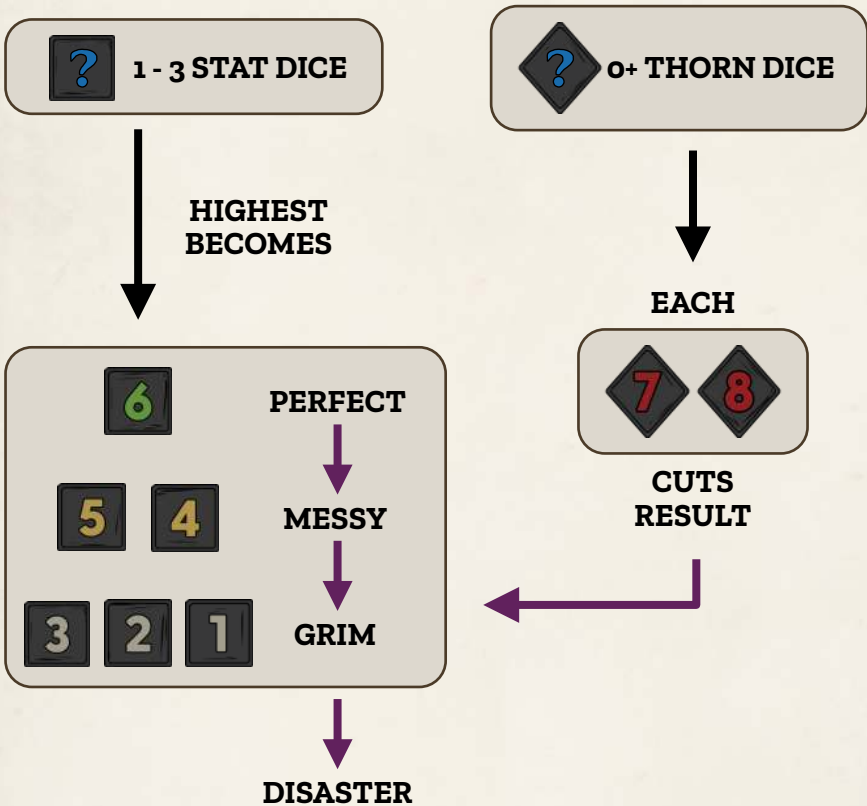 ? 1 - 3 STAT DICE
? 0+ THORN DICE
HIGHEST
BECOMES
EACH
7 8
CUTS
RESULT
6 PERFECT
5 4 MESSY
3 2 1 GRIM
DISASTER